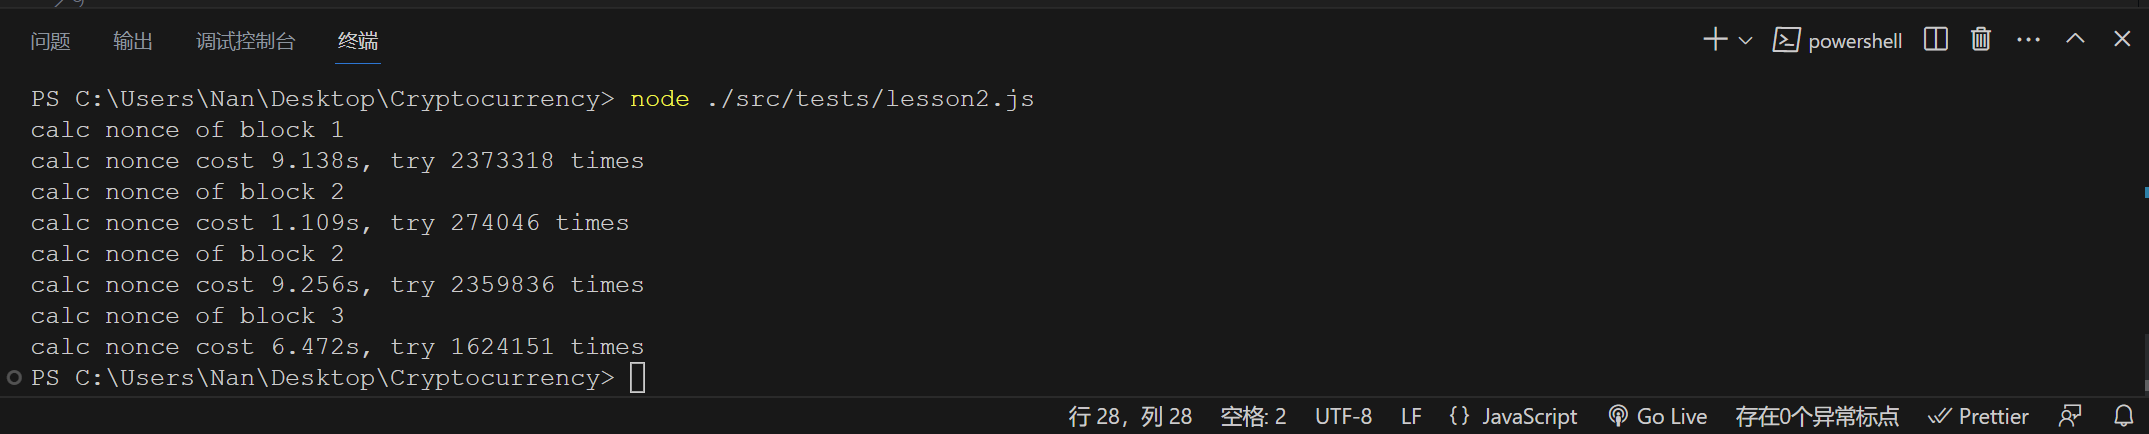 29
问题 输出 调试控制台 终端 powershell
PS C:\Users\Nan\Desktop\Cryptocurrency> node ./src/tests/lesson2.js
calc nonce of block 1
calc nonce cost 9.138s, try 2373318 times
calc nonce of block 2
calc nonce cost 1.109s, try 274046 times
calc nonce of block 2
calc nonce cost 9.256s, try 2359836 times
calc nonce of block 3
calc nonce cost 6.472s, try 1624151 times
PS C:\Users\Nan\Desktop\Cryptocurrency>
行 28，列 28 空格: 2 UTF-8 LF {} JavaScript Go Live 存在0个异常标点 Prettier